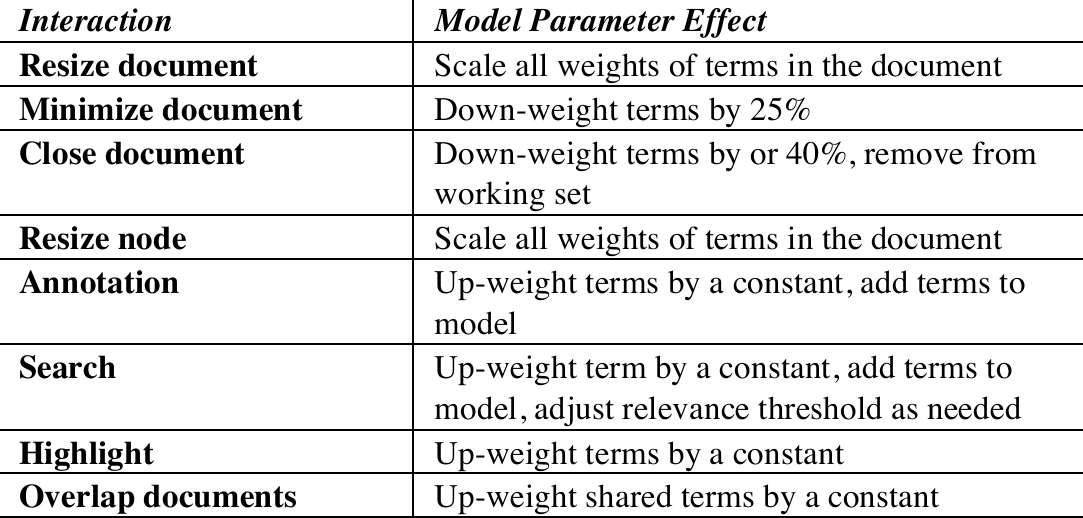 Interaction Model Parameter Effect
Resize document Scale all weights of terms in the document
Minimize document Down-weight terms by 25%
Close document Down-weight terms by or 40%, remove from
working set
Resize node Scale all weights of terms in the document
Annotation Up-weight terms by a constant, add terms to
model
Search Up-weight term by a constant, add terms to
model, adjust relevance threshold as needed
Highlight Up-weight terms by a constant
Overlap documents Up-weight shared terms by a constant